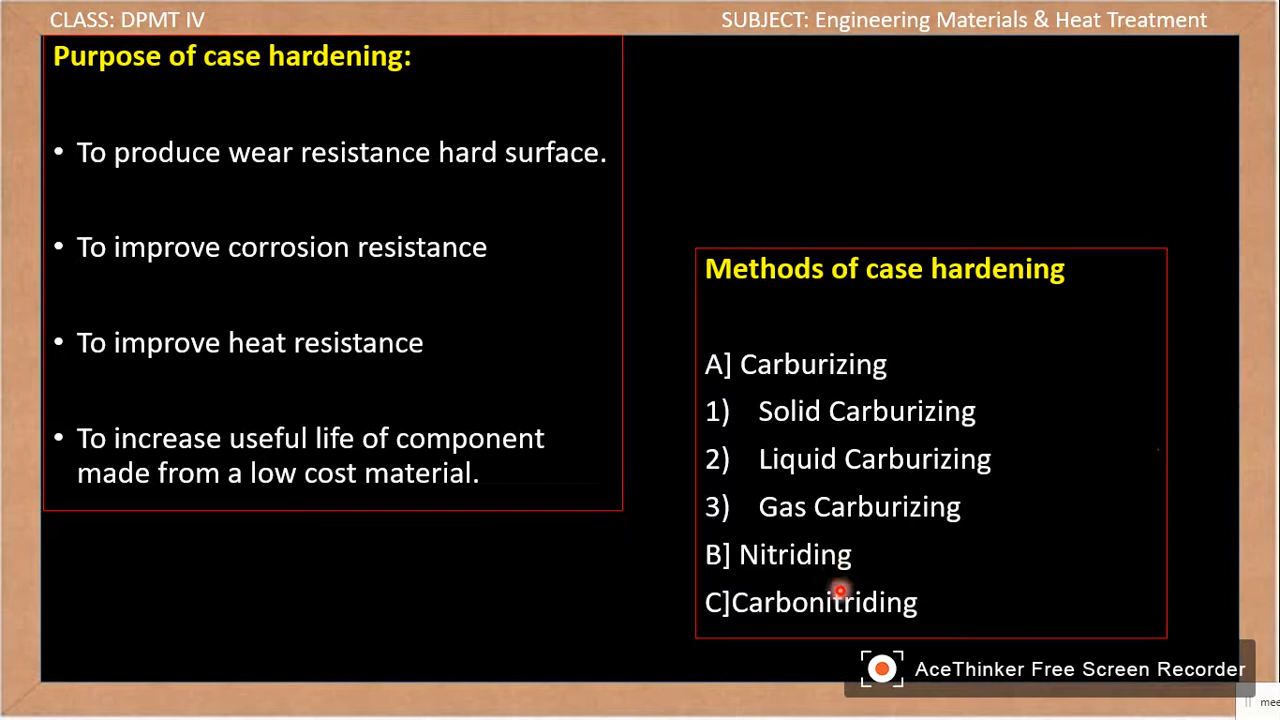 CLASS: DPMT IV
SUBJECT: Engineering Materials & Heat Treatment
Purpose of case hardening:
• To produce wear resistance hard surface.
• To improve corrosion resistance
• To improve heat resistance
• To increase useful life of component
made from a low cost material.
Methods of case hardening
A] Carburizing
1) Solid Carburizing
2) Liquid Carburizing
3) Gas Carburizing
B] Nitriding
C]Carbonitriding
AceThinker Free Screen Recorder